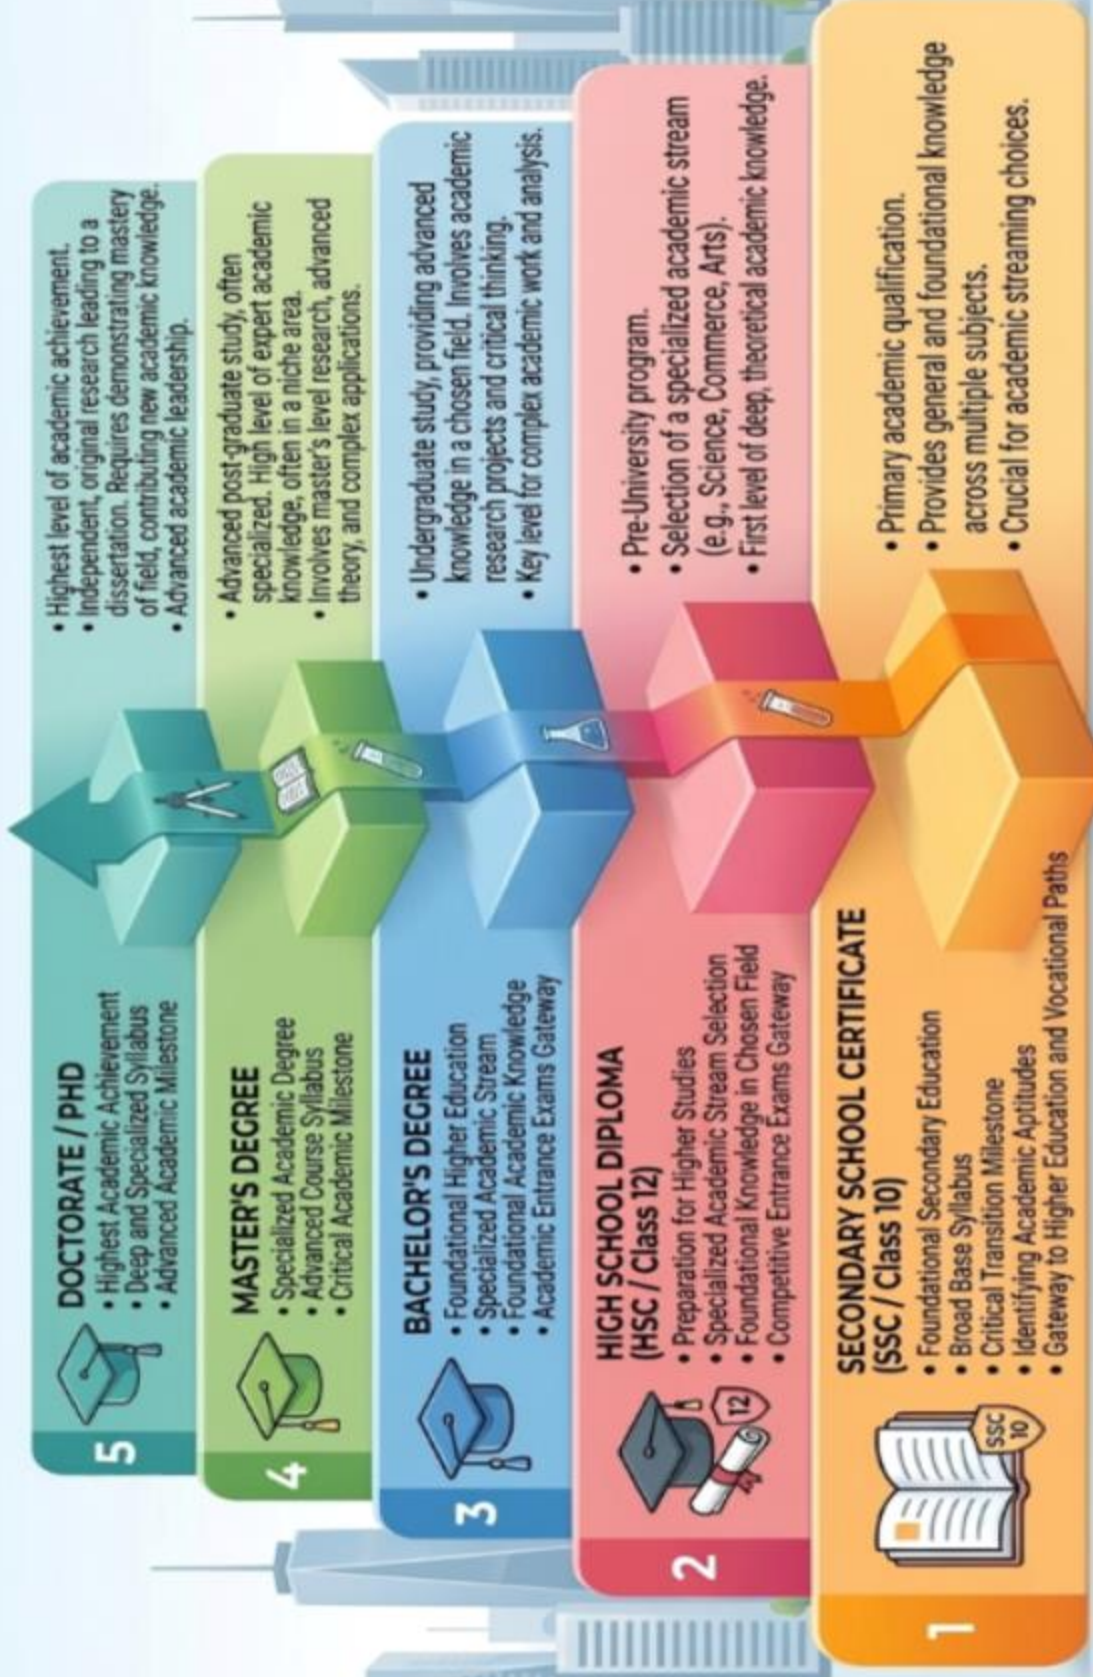 5
DOCTORATE / PHD
• Highest Academic Achievement
• Deep and Specialized Syllabus
• Advanced Academic Milestone
• Highest level of academic achievement.
• Independent, original research leading to a
dissertation. Requires demonstrating mastery
of field, contributing new academic knowledge.
• Advanced academic leadership.
4
MASTER'S DEGREE
• Specialized Academic Degree
• Advanced Course Syllabus
• Critical Academic Milestone
• Advanced post-graduate study, often
specialized. High level of expert academic
knowledge, often in a niche area.
• Involves master's level research, advanced
theory, and complex applications.
3
BACHELOR'S DEGREE
• Foundational Higher Education
• Specialized Academic Stream
• Foundational Academic Knowledge
• Academic Entrance Exams Gateway
• Undergraduate study, providing advanced
knowledge in a chosen field. Involves academic
research projects and critical thinking.
• Key level for complex academic work and analysis.
2
12
HIGH SCHOOL DIPLOMA
(HSC / Class 12)
• Preparation for Higher Studies
• Specialized Academic Stream Selection
• Foundational Knowledge in Chosen Field
• Competitive Entrance Exams Gateway
• Pre-University program.
• Selection of a specialized academic stream
(e.g., Science, Commerce, Arts).
• First level of deep, theoretical academic knowledge.
1
SSC
10
SECONDARY SCHOOL CERTIFICATE
(SSC / Class 10)
• Foundational Secondary Education
• Broad Base Syllabus
• Critical Transition Milestone
• Identifying Academic Aptitudes
• Gateway to Higher Education and Vocational Paths
• Primary academic qualification.
• Provides general and foundational knowledge
across multiple subjects.
• Crucial for academic streaming choices.